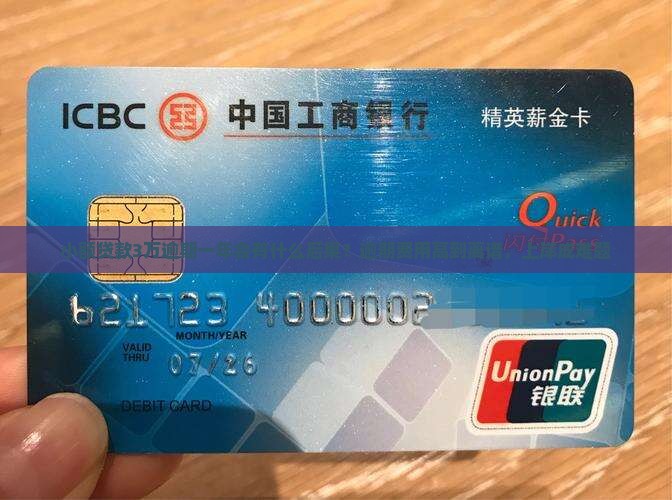 ICBC 中国工商银行 精英薪金卡
Quick
小额贷款3万逾期一年会有什么后果？
621723 4000002
MONTH/YEAR
VALID THRU 07/26
DEBIT CARD
UnionPay
银联